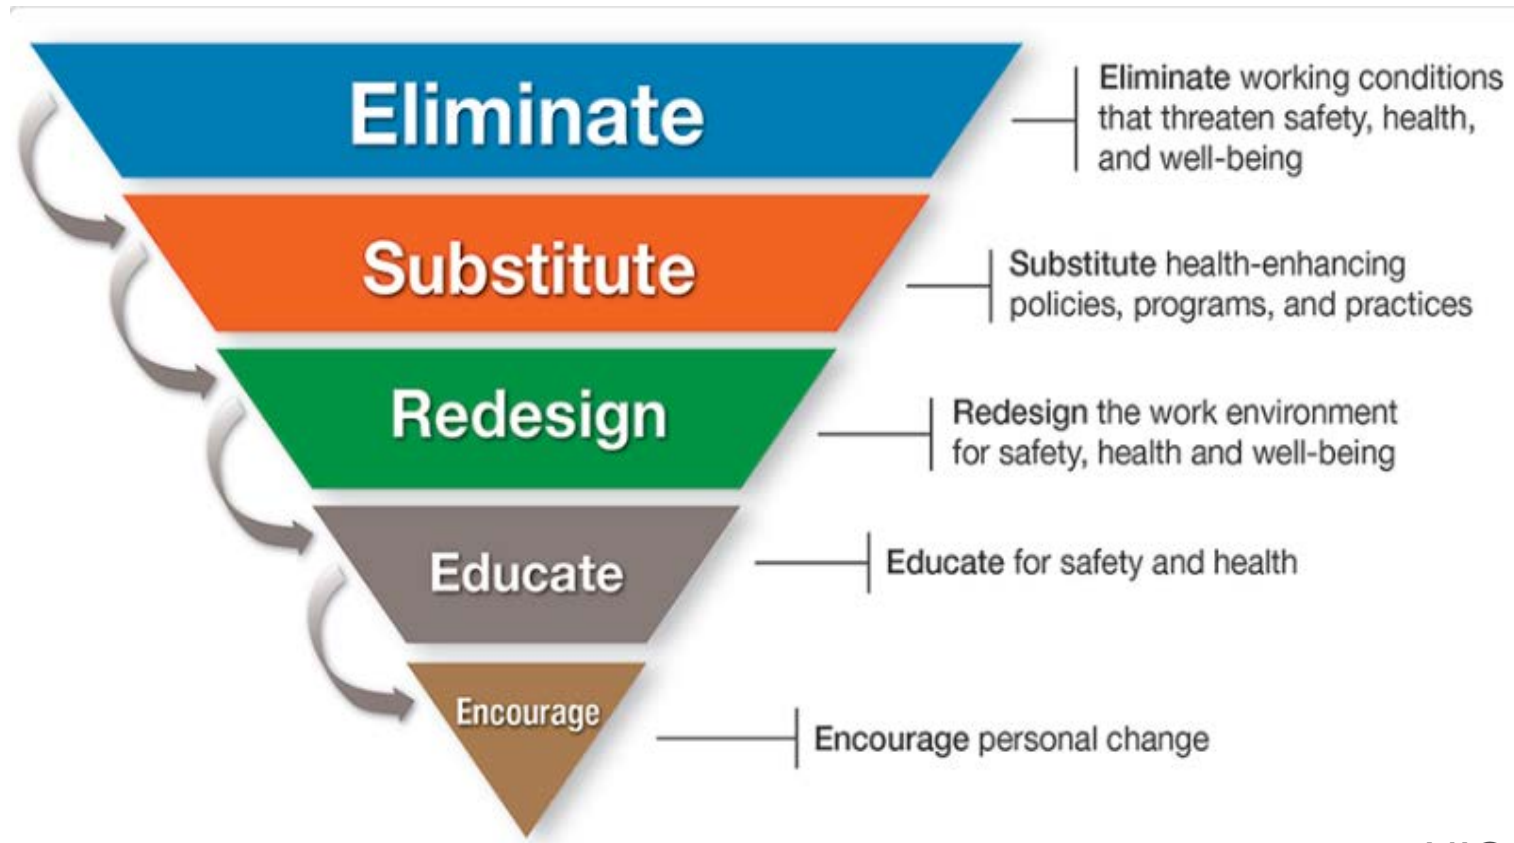 Eliminate
Eliminate working conditions
that threaten safety, health,
and well-being
Substitute
Substitute health-enhancing
policies, programs, and practices
Redesign
Redesign the work environment
for safety, health and well-being
Educate
Educate for safety and health
Encourage
Encourage personal change